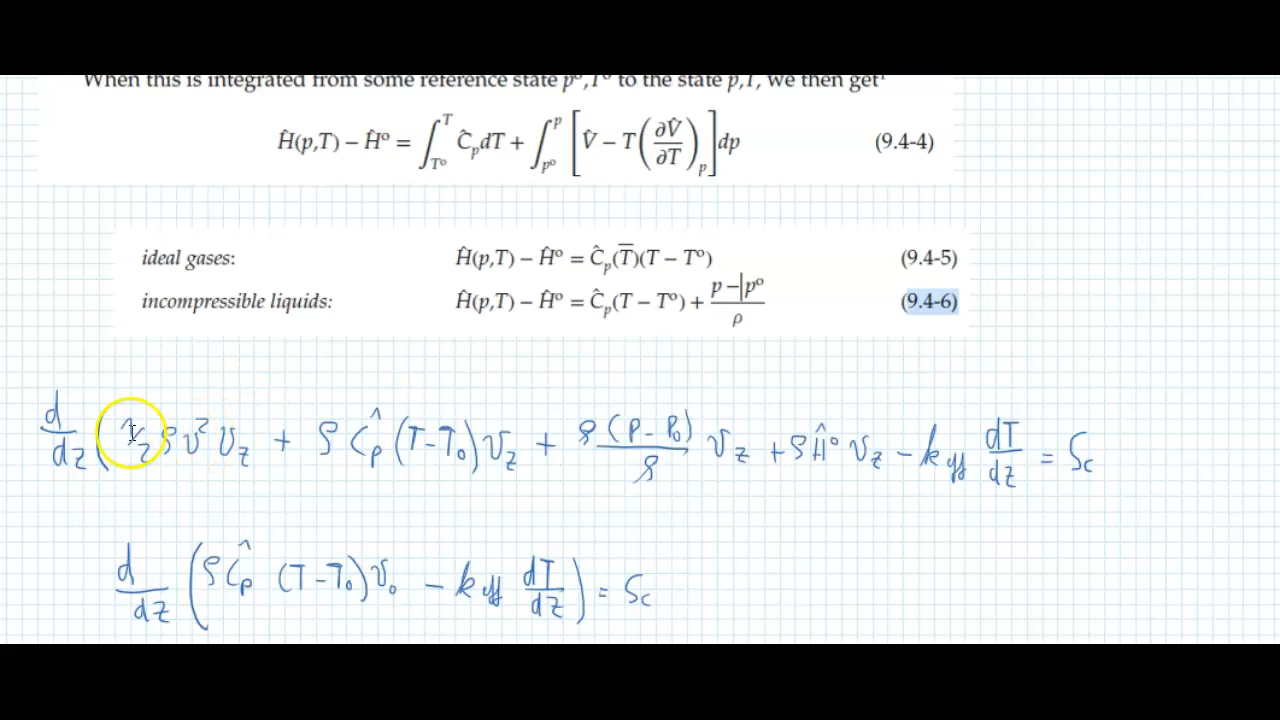 When this is integrated from some reference state p°,T° to the state p,T, we then get¹
Ĥ(p,T) − Ĥ° = ∫_{T°}^{T} Ĉ_p dT + ∫_{p°}^{p} [V̂ − T(∂V̂/∂T)_p] dp (9.4-4)
ideal gases: Ĥ(p,T) − Ĥ° = Ĉ_p(T̅)(T − T°) (9.4-5)
incompressible liquids: Ĥ(p,T) − Ĥ° = Ĉ_p(T − T°) + (p − p°)/ρ (9.4-6)
d/dz (1/2 ρ v² v_z + ρ Ĉ_p (T − T_0) v_z + ρ (P − P_0)/ρ v_z + ρ Ĥ° v_z − k_eff dT/dz = S_c
d/dz (ρ Ĉ_p (T − T_0) v_0 − k_eff dT/dz) = S_c